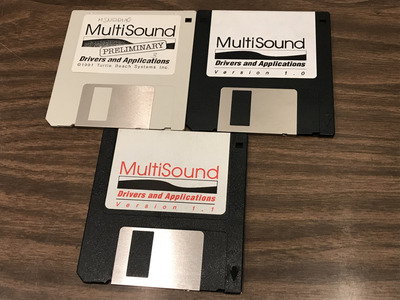 MultiSound
PRELIMINARY
Drivers and Applications
©1991 Turtle Beach Systems, Inc.
MultiSound
Drivers and Applications
Version 1.0
MultiSound
Drivers and Applications
Version 1.1